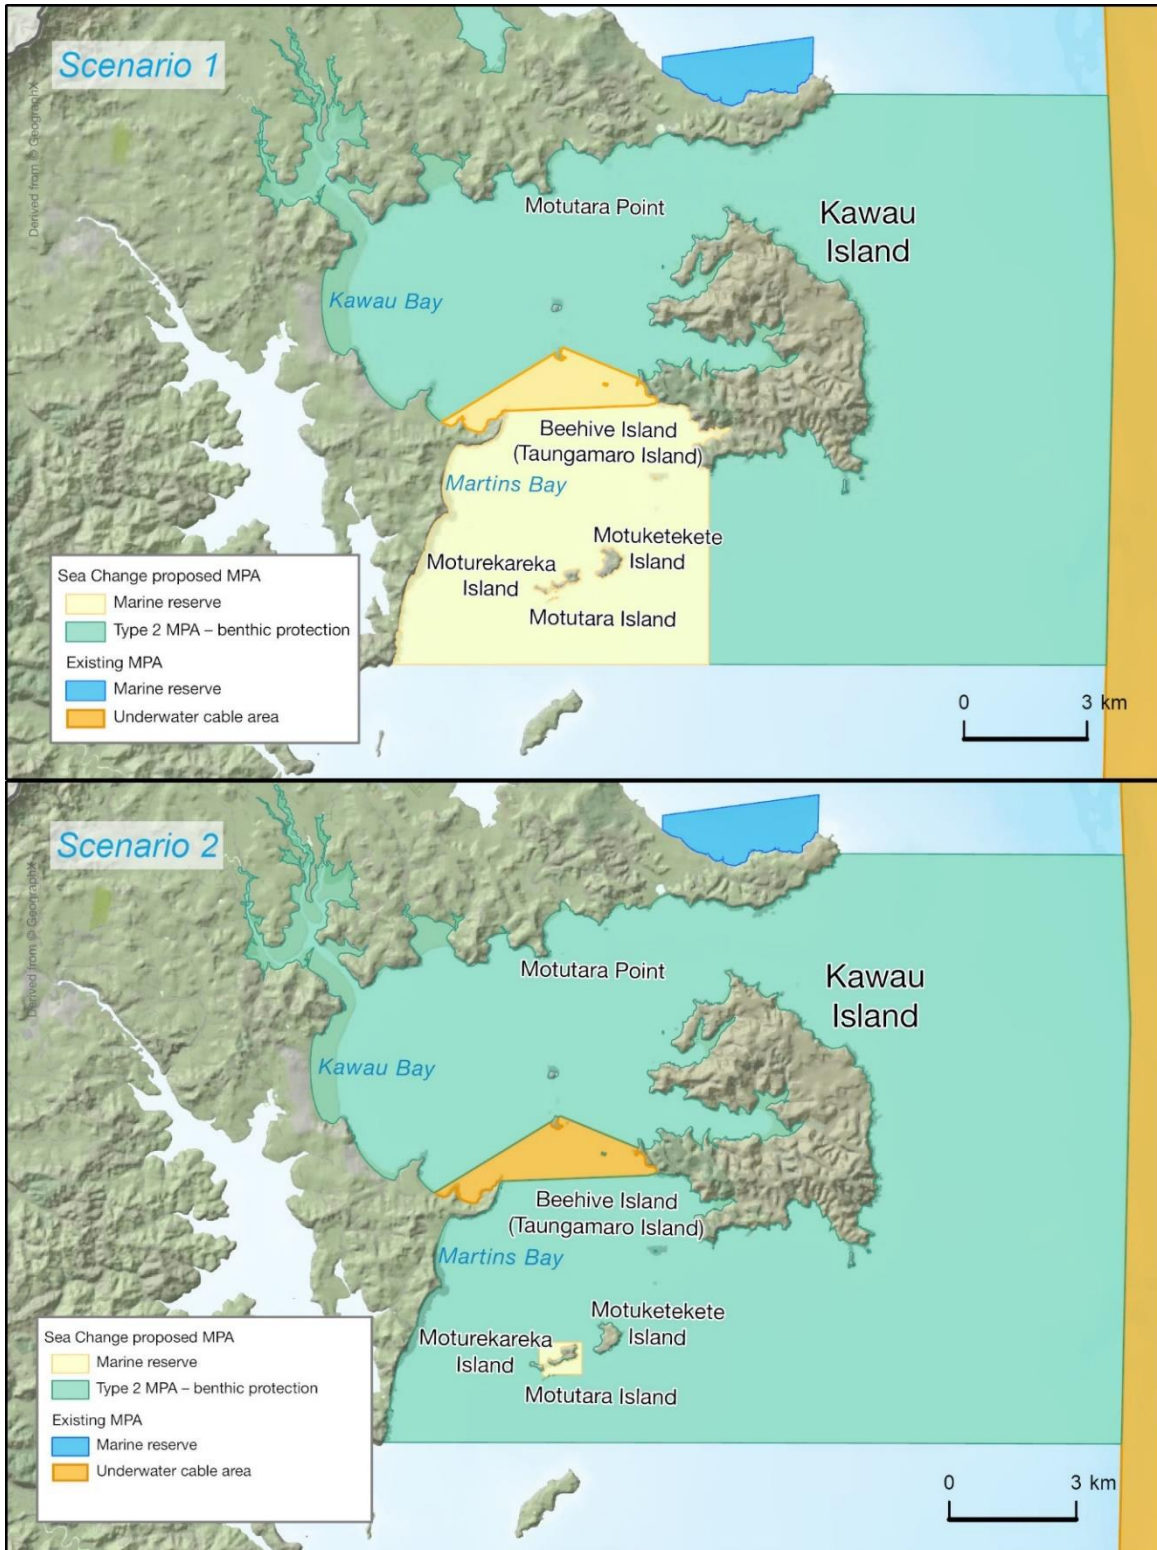 Scenario 1
Derived from © GeographX
Motutara Point
Kawau
Island
Kawau Bay
Beehive Island
(Taungamaro Island)
Martins Bay
Motuketekete
Island
Moturekareka
Island
Motutara Island
Sea Change proposed MPA
Marine reserve
Type 2 MPA – benthic protection
Existing MPA
Marine reserve
Underwater cable area
0 3 km
Scenario 2
Derived from © GeographX
Motutara Point
Kawau
Island
Kawau Bay
Beehive Island
(Taungamaro Island)
Martins Bay
Motuketekete
Island
Moturekareka
Island
Motutara Island
Sea Change proposed MPA
Marine reserve
Type 2 MPA – benthic protection
Existing MPA
Marine reserve
Underwater cable area
0 3 km